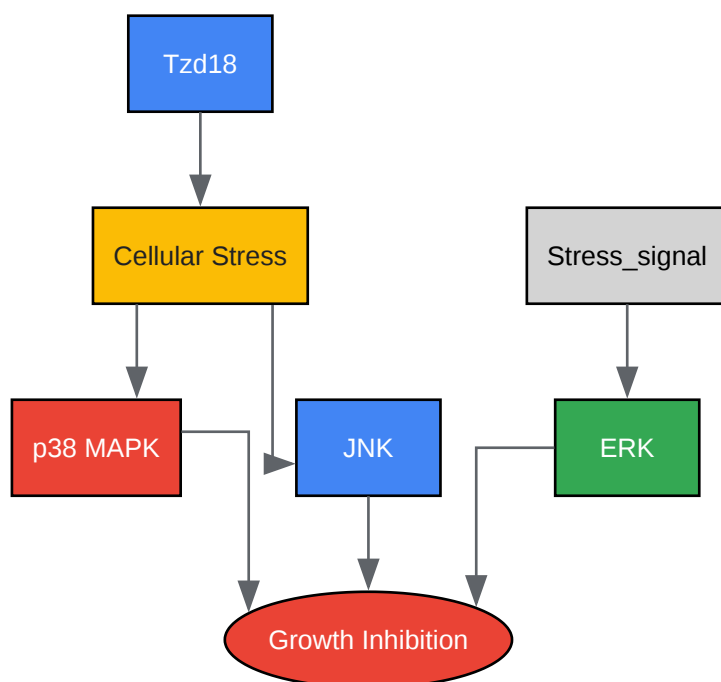 Tzd18
Cellular Stress
Stress_signal
p38 MAPK
JNK
ERK
Growth Inhibition